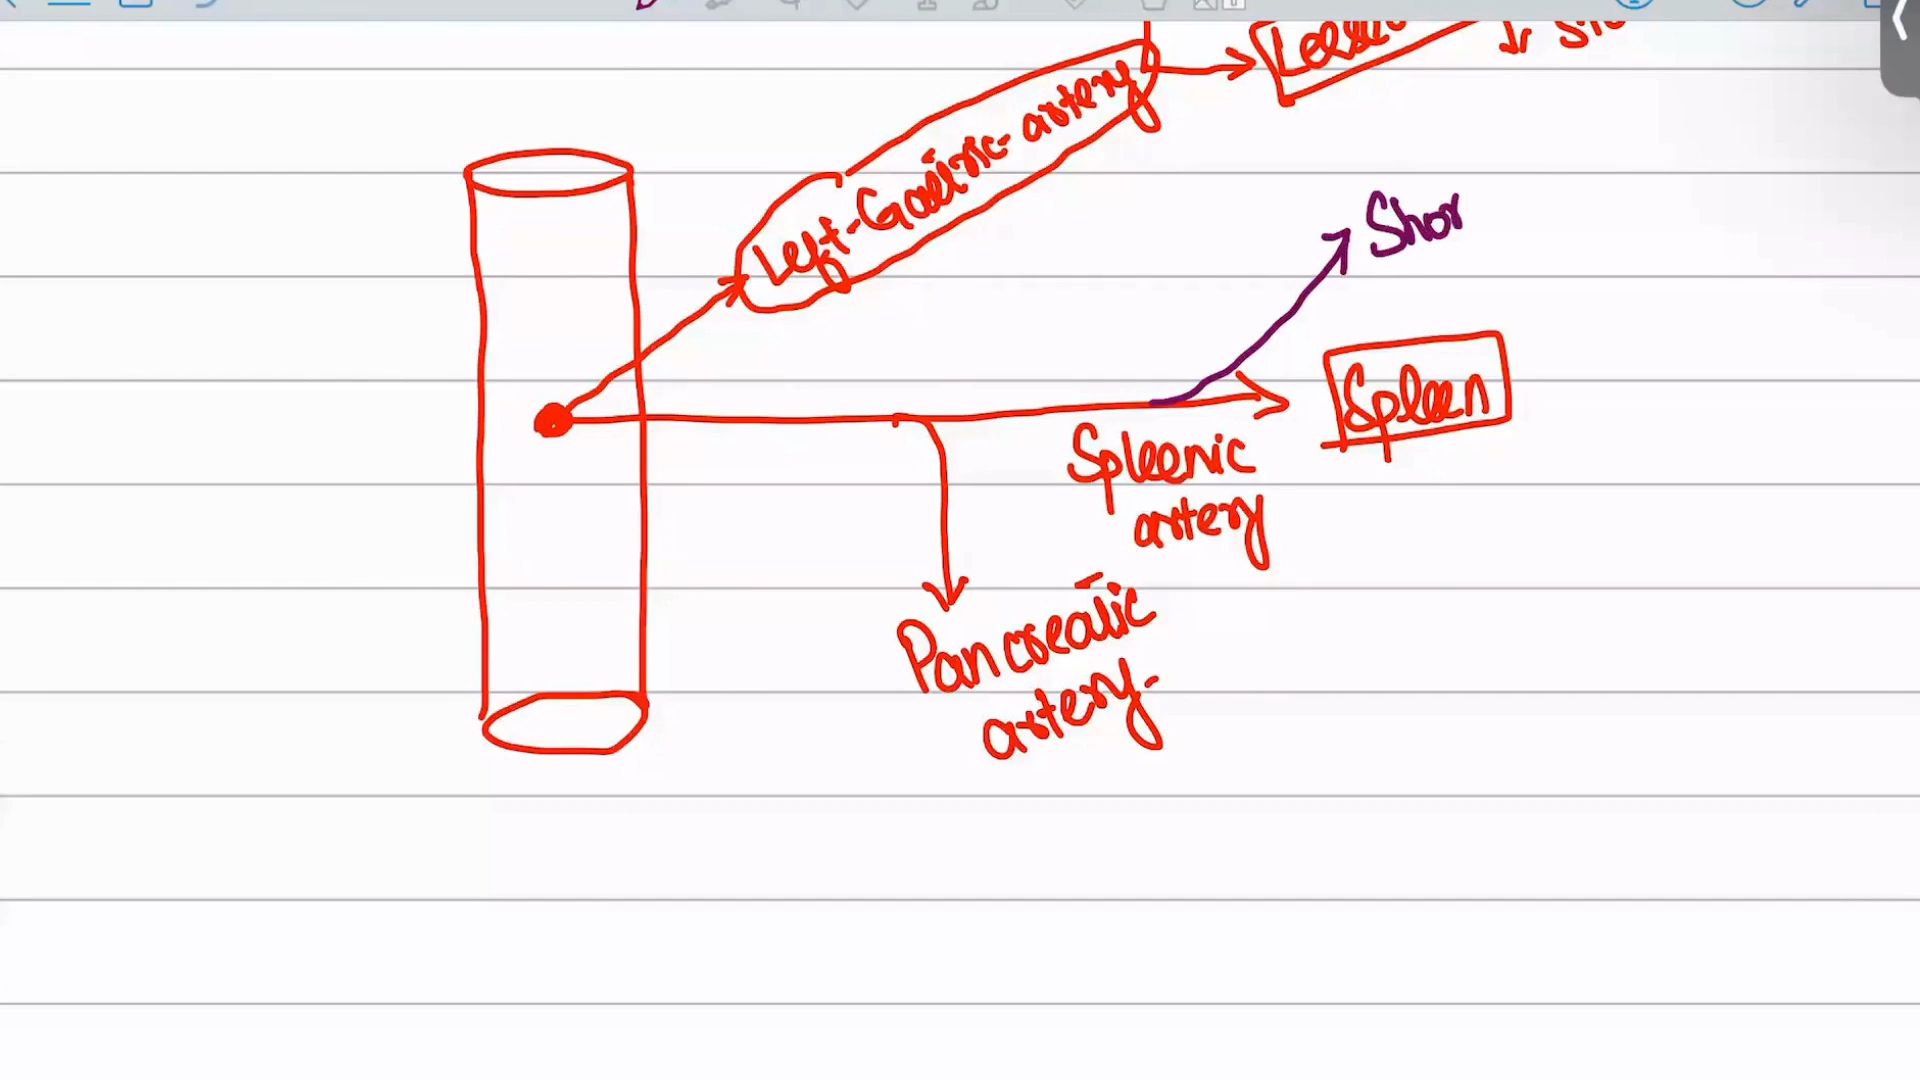 Left-Gastric-artery
Shor
Spleen
Spleenic
artery
Pancreatic
artery-